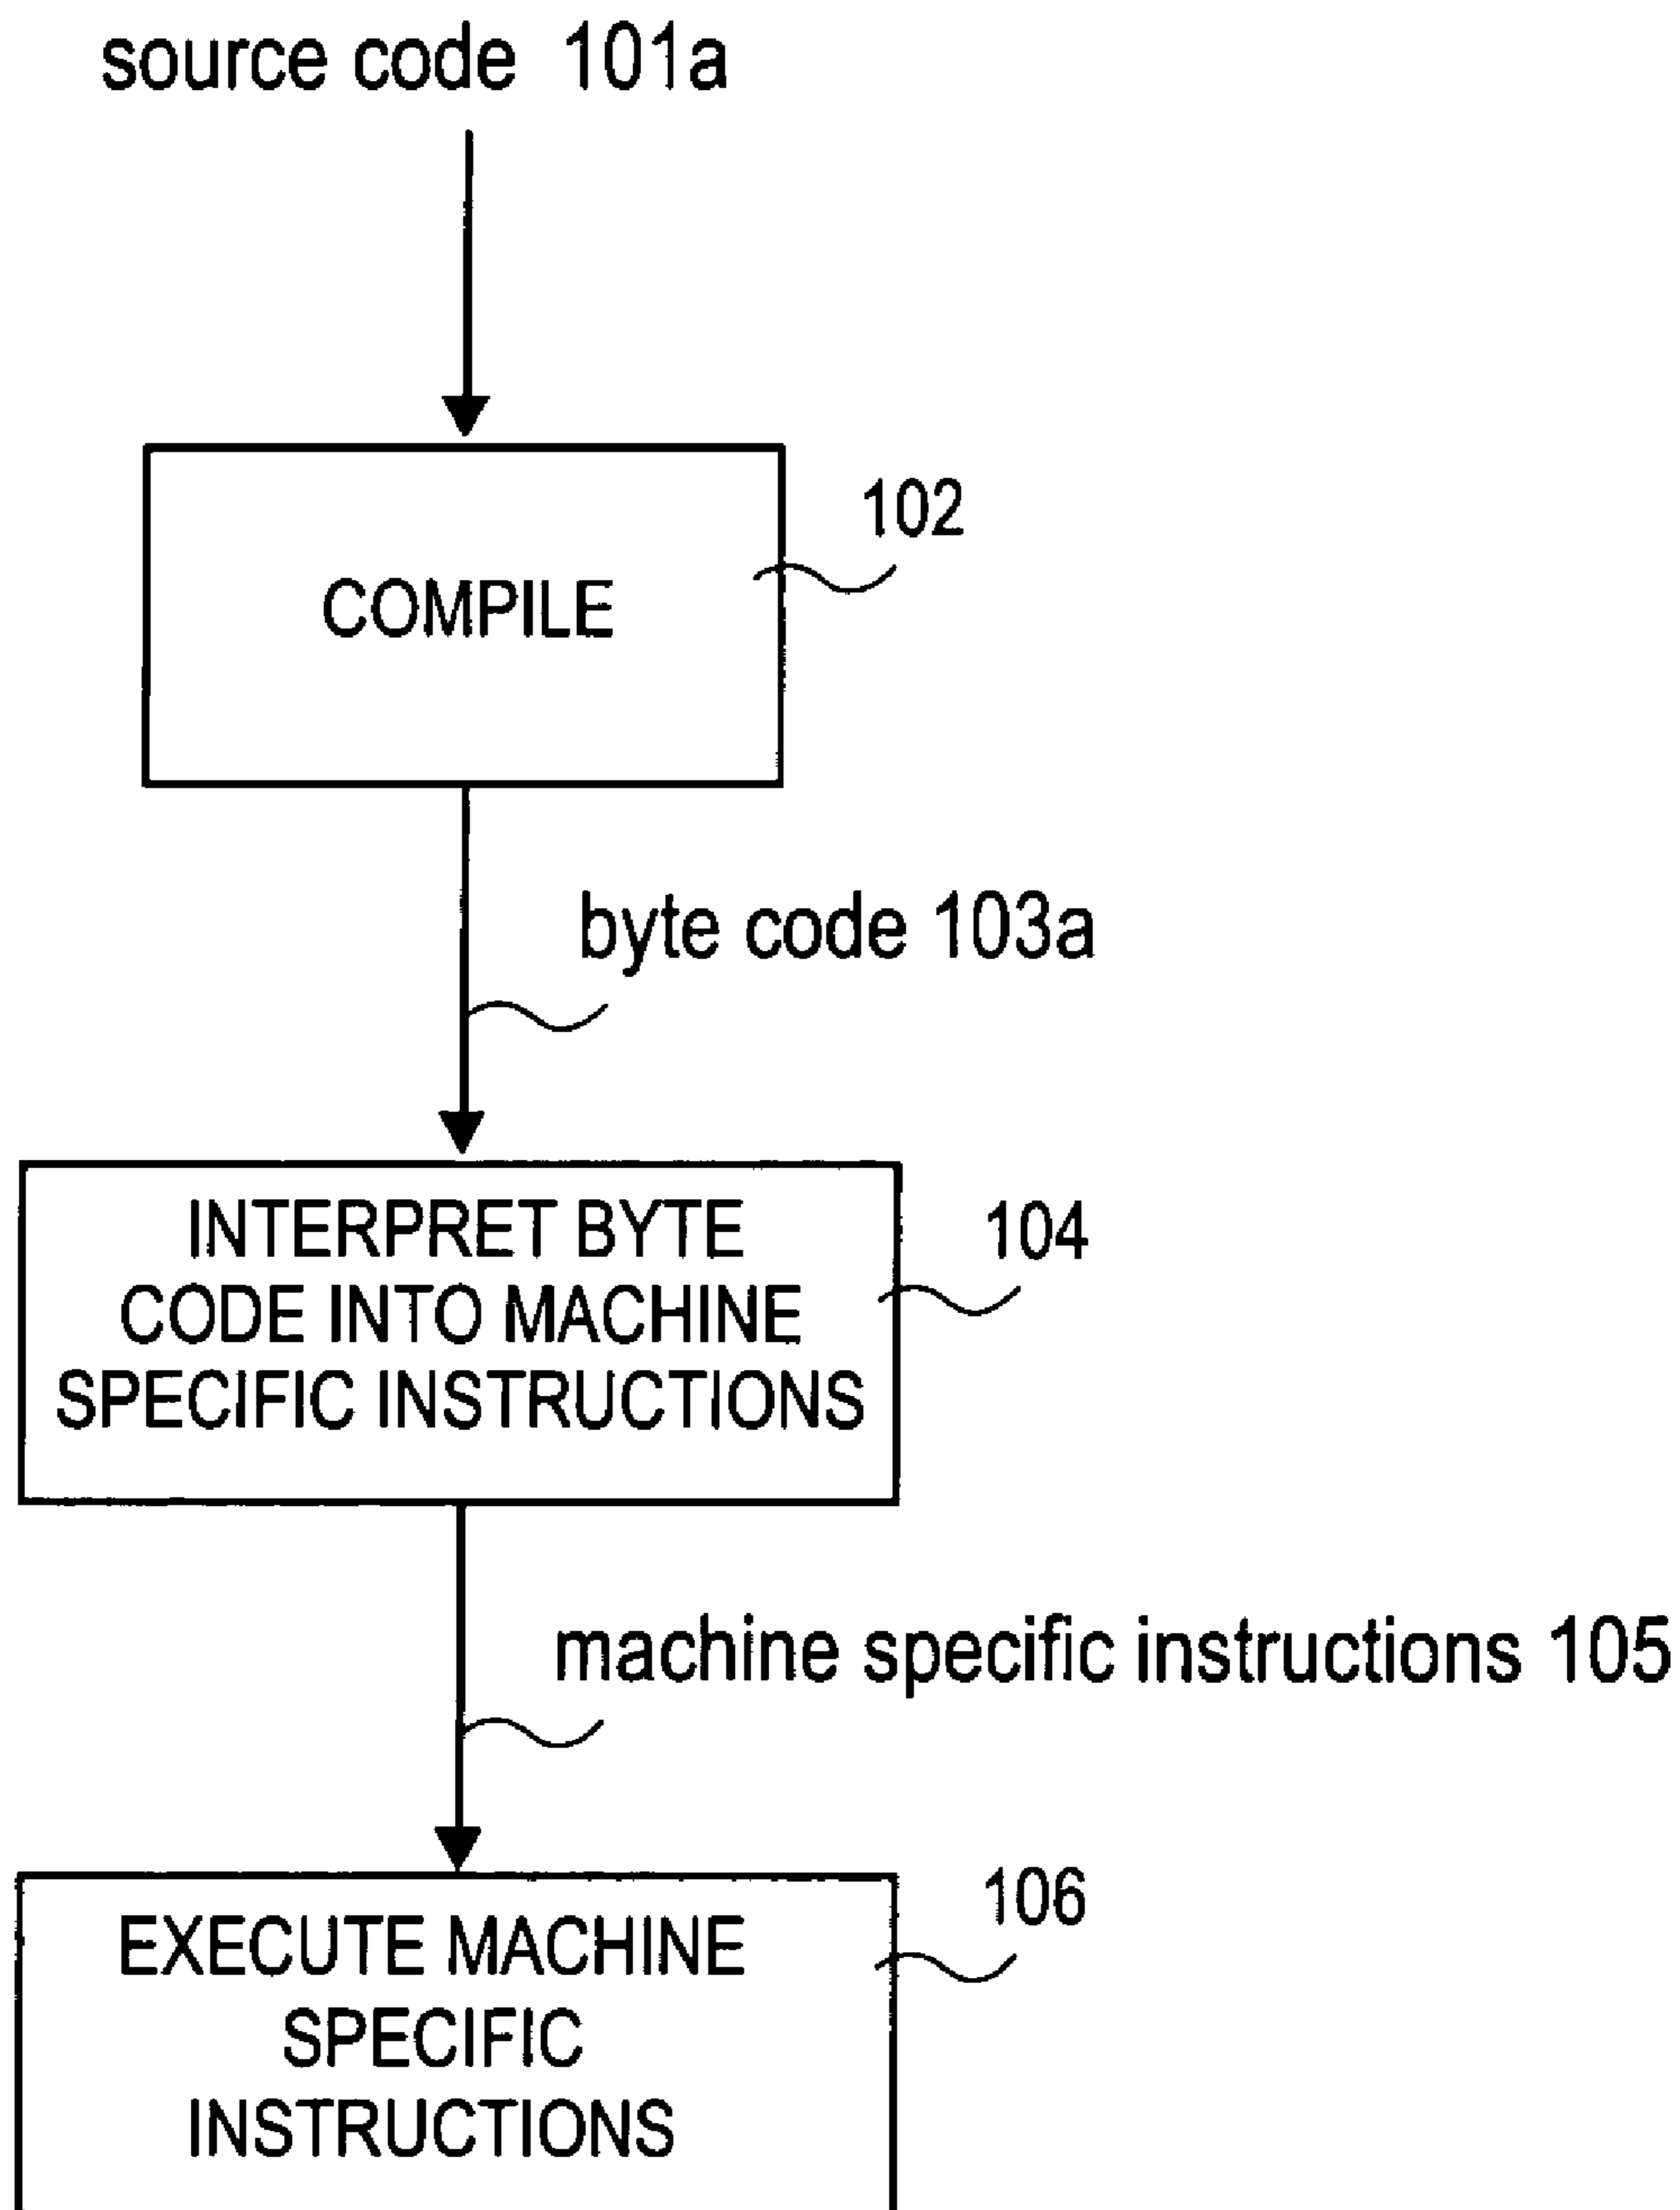 source code 101a
COMPILE
102
byte code 103a
INTERPRET BYTE
CODE INTO MACHINE
SPECIFIC INSTRUCTIONS
104
machine specific instructions 105
EXECUTE MACHINE
SPECIFIC
INSTRUCTIONS
106